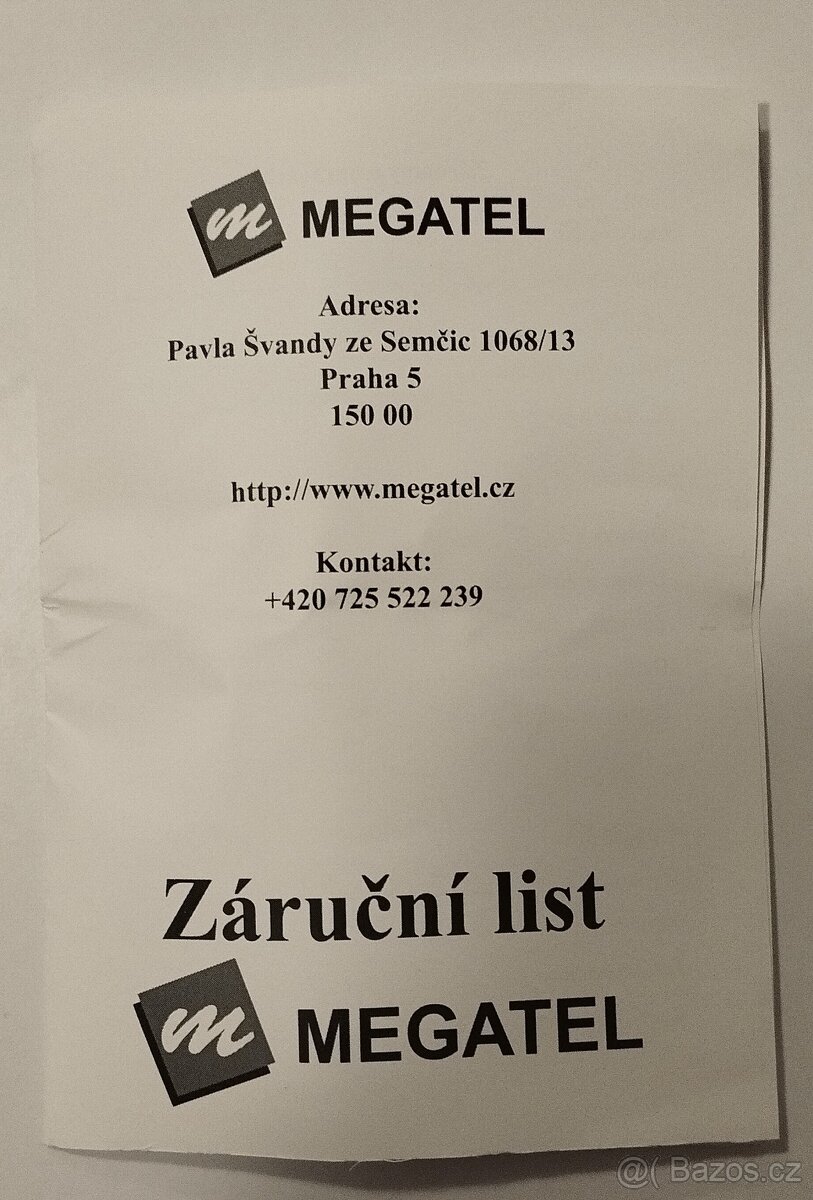 m MEGATEL
Adresa:
Pavla Švandy ze Semčic 1068/13
Praha 5
150 00
http://www.megatel.cz
Kontakt:
+420 725 522 239
Záruční list
m MEGATEL
@( Bazos.cz